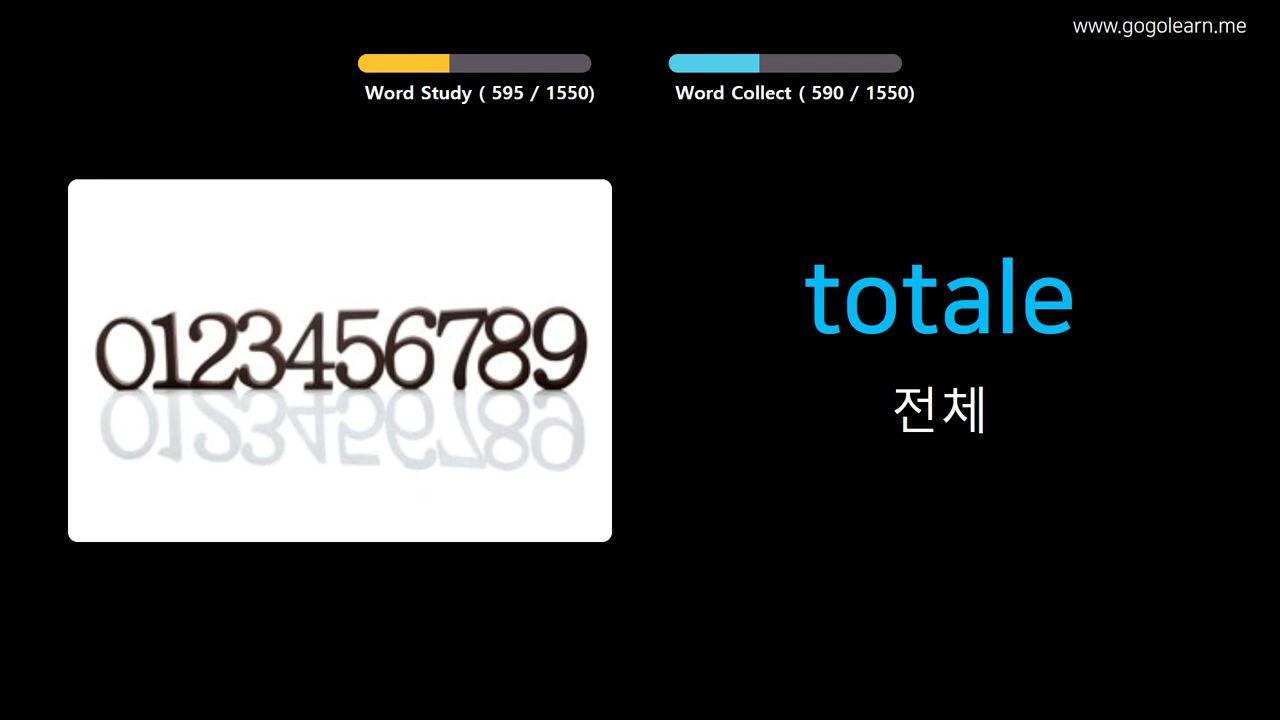 www.gogolearn.me
Word Study ( 595 / 1550)
Word Collect ( 590 / 1550)
0123456789
totale
전체